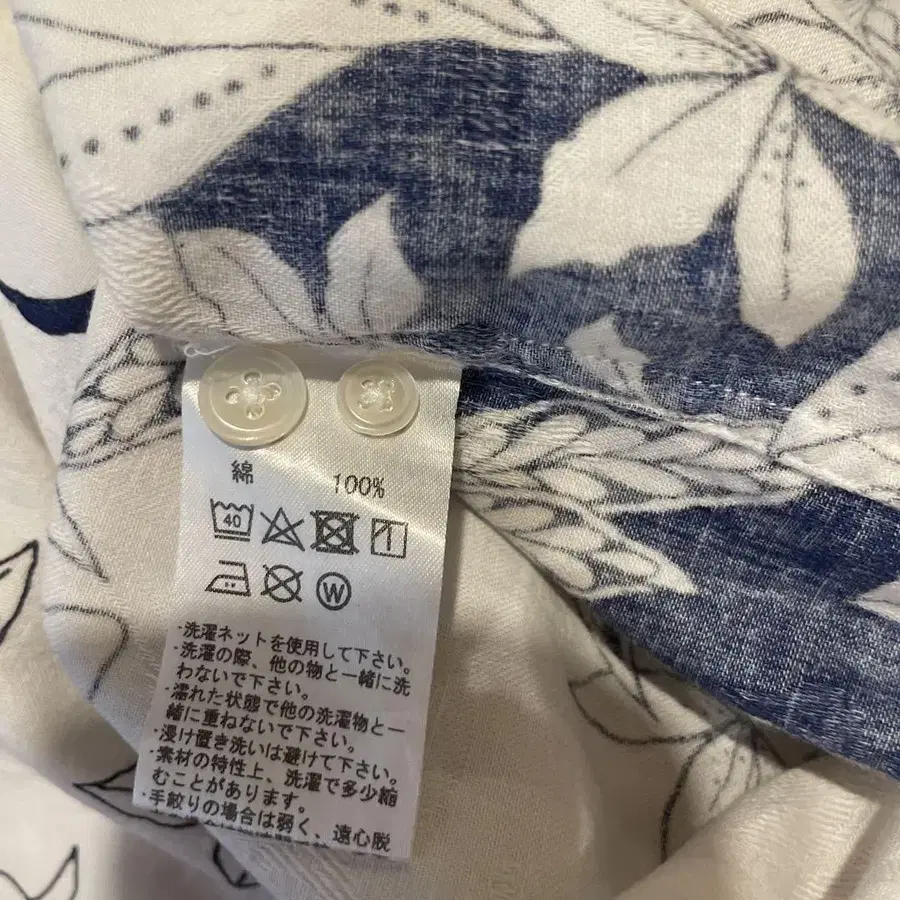 綿 100%
40
W
・洗濯ネットを使用して下さい。
・洗濯の際、他の物と一緒に洗
わないで下さい。
・濡れた状態で他の洗濯物と一
緒に重ねないで下さい。
・浸け置き洗いは避けて下さい。
・素材の特性上、洗濯で多少縮
むことがあります。
・手絞りの場合は弱く、遠心脱